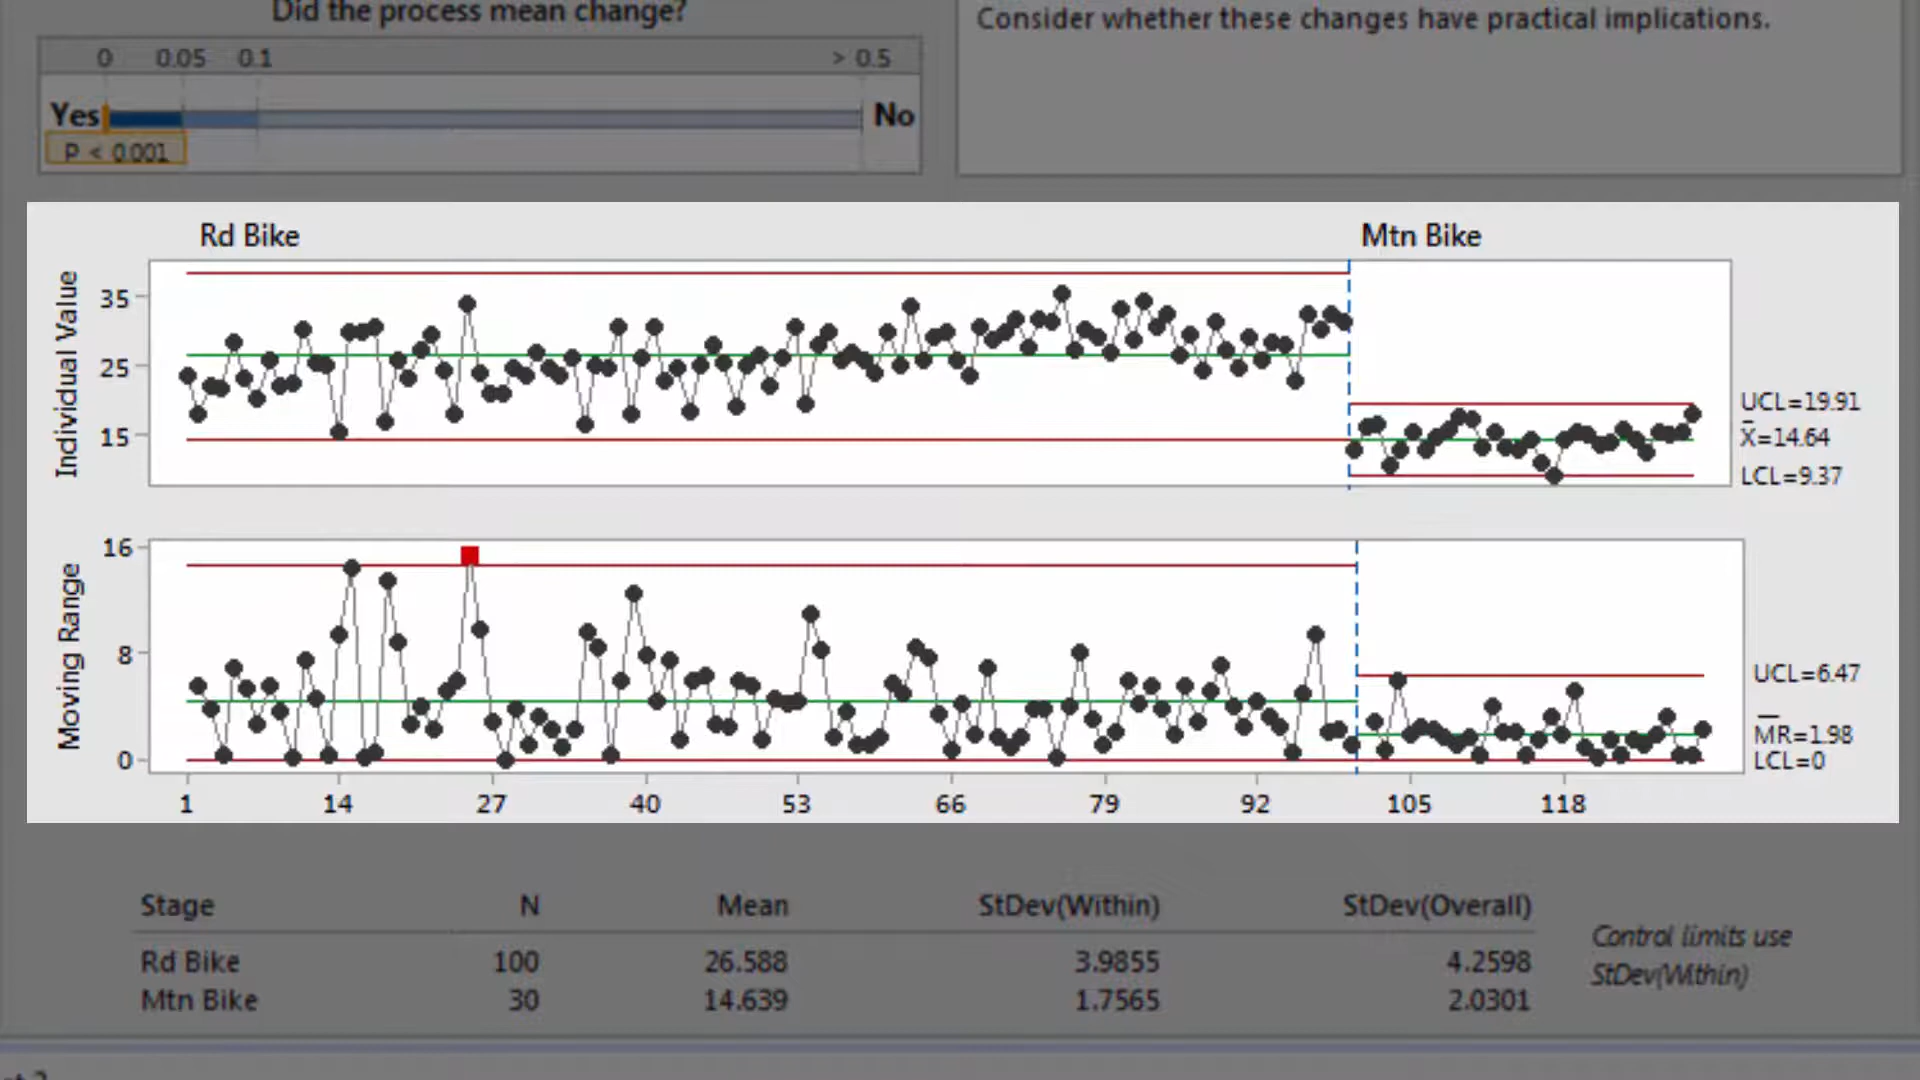 Did the process mean change?
0 0.05 0.1 > 0.5
Yes No
P < 0.001
Consider whether these changes have practical implications.
Rd Bike Mtn Bike
Individual Value
35
25
15
UCL=19.91
X̄=14.64
LCL=9.37
Moving Range
16
8
0
UCL=6.47
M̅R̅=1.98
LCL=0
1 14 27 40 53 66 79 92 105 118
Stage N Mean StDev(Within) StDev(Overall)
Rd Bike 100 26.588 3.9855 4.2598
Mtn Bike 30 14.639 1.7565 2.0301
Control limits use
StDev(Within)